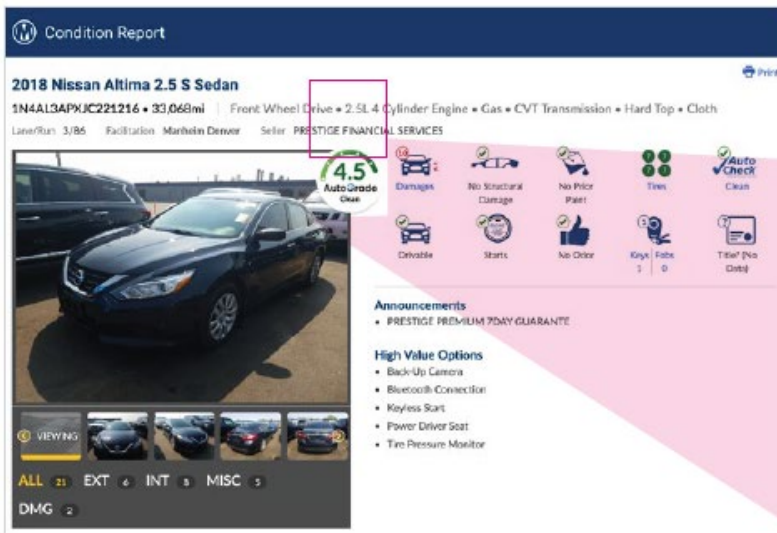 Condition Report
Print
2018 Nissan Altima 2.5 S Sedan
1N4AL3APXJC221216 • 33,068mi | Front Wheel Drive • 2.5L 4 Cylinder Engine • Gas • CVT Transmission • Hard Top • Cloth
Lane/Run 3/86 Facilitation Manheim Denver Seller PRESTIGE FINANCIAL SERVICES
4.5
AutoGrade
Clean
16
Damages
No Structural
Damage
No Prior
Paint
Tires
Auto
Check
Clean
Drivable
Starts
No Odor
Keys Fobs
1 0
Title? (No
Data)
Announcements
• PRESTIGE PREMIUM 7DAY GUARANTE
High Value Options
• Back-Up Camera
• Bluetooth Connection
• Keyless Start
• Power Driver Seat
• Tire Pressure Monitor
VIEWING
ALL 21 EXT 6 INT 8 MISC 5
DMG 2